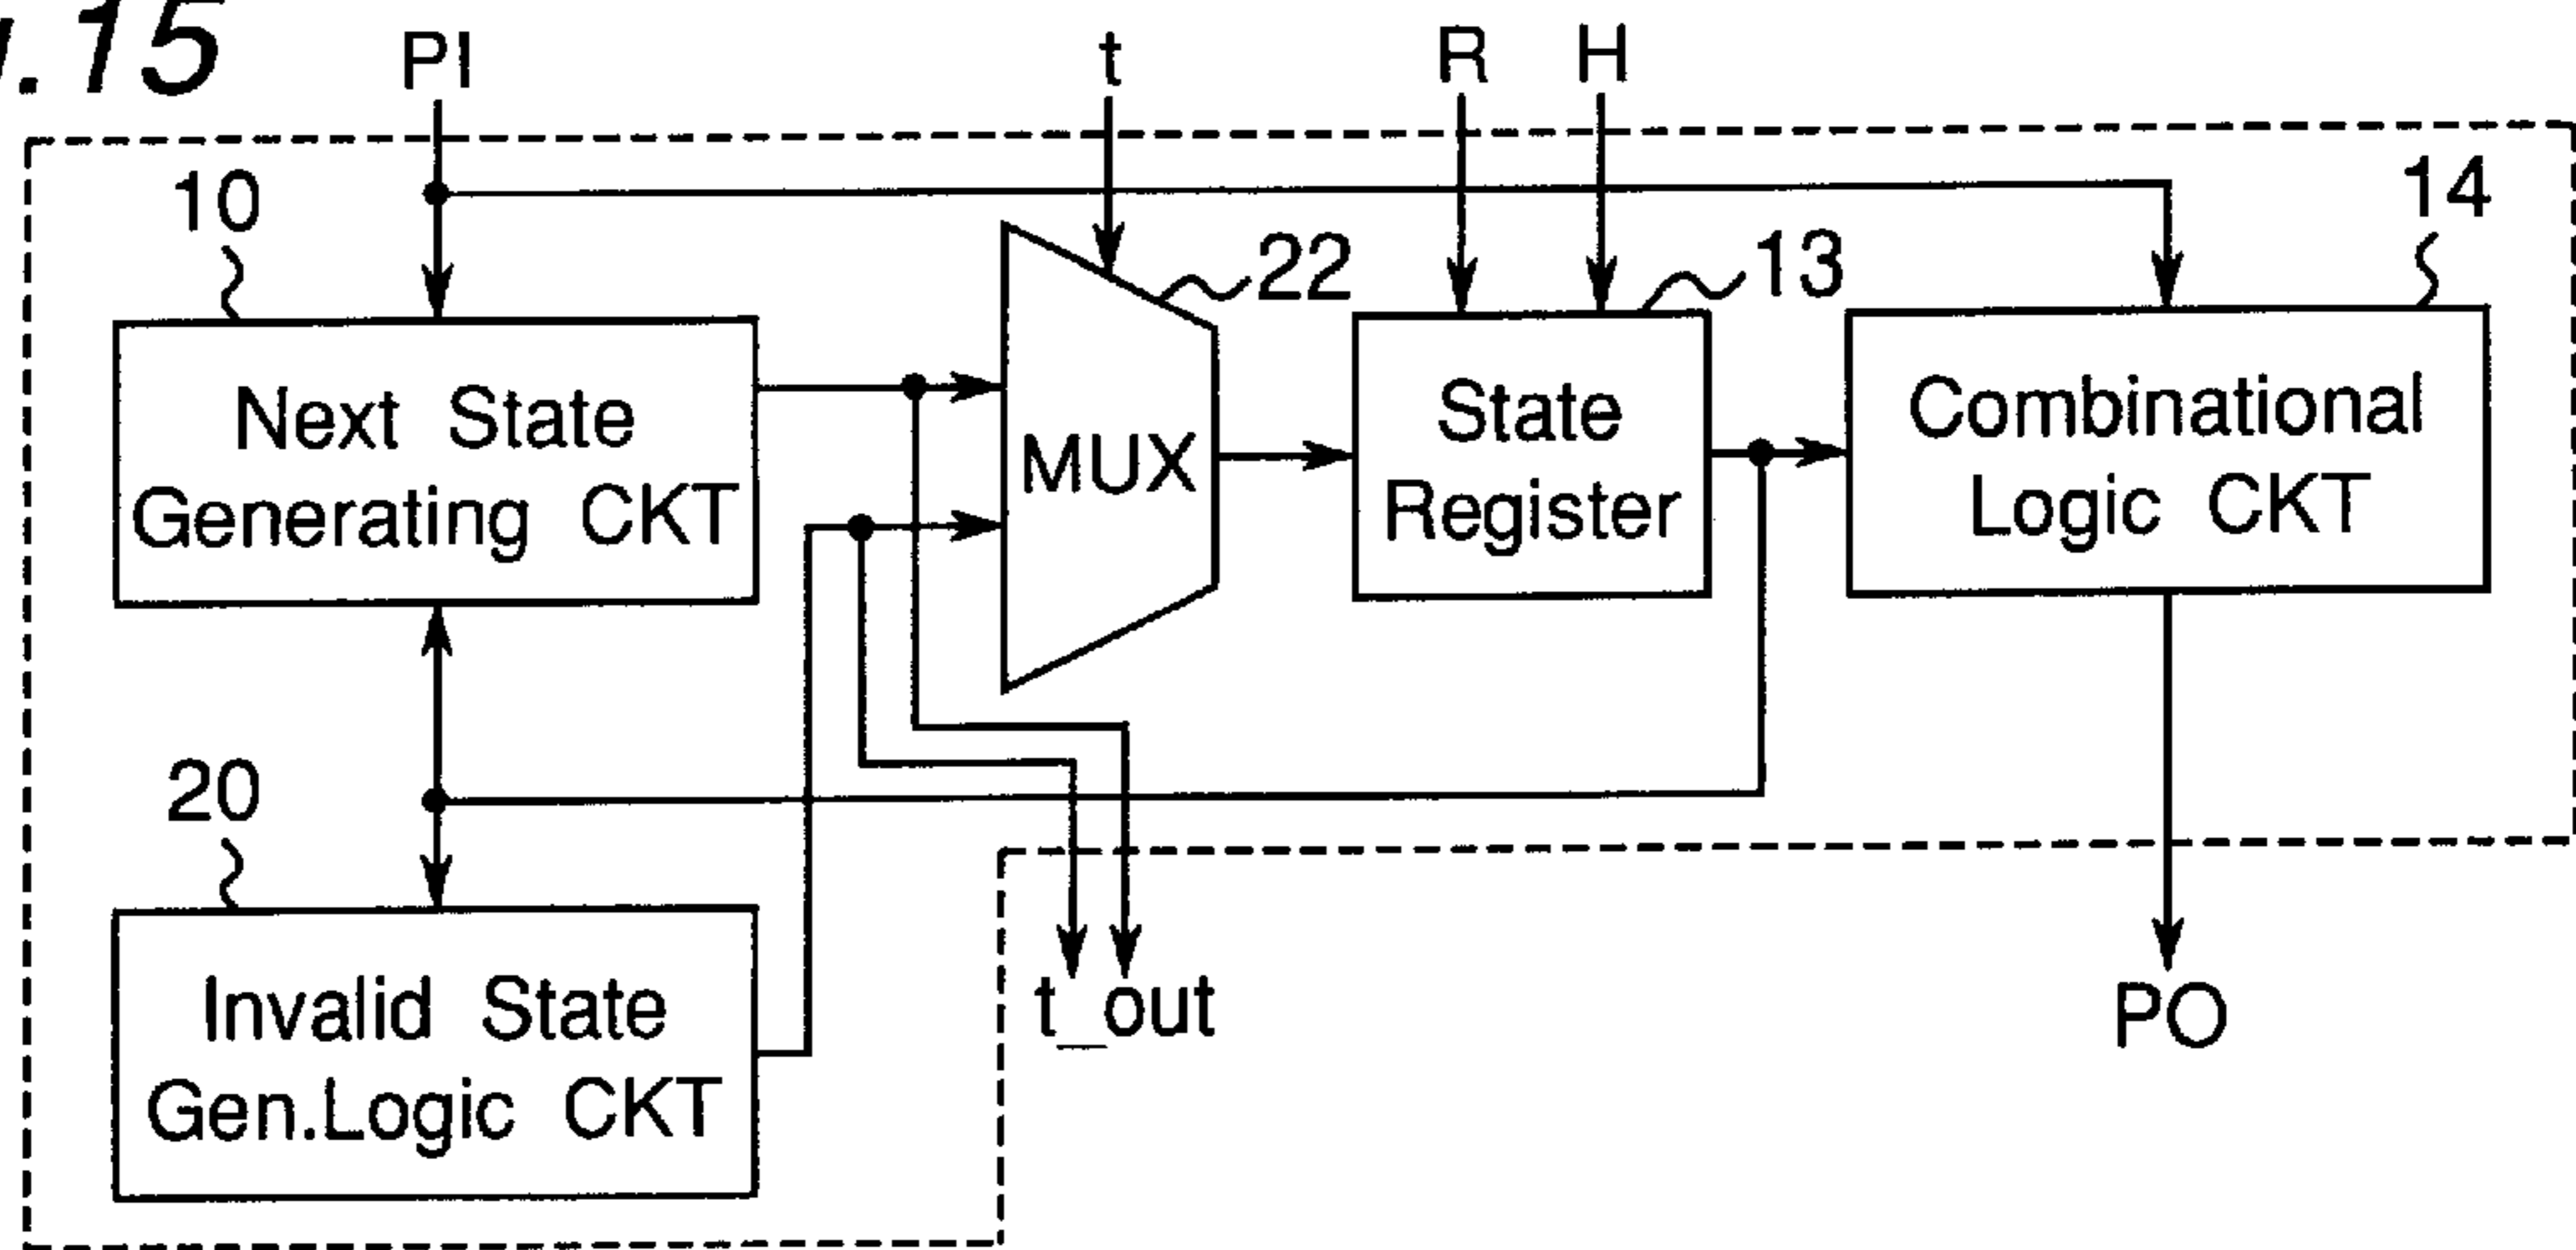 .15
PI
t
R
H
10
22
13
14
Next State
Generating CKT
MUX
State
Register
Combinational
Logic CKT
20
Invalid State
Gen.Logic CKT
t_out
PO